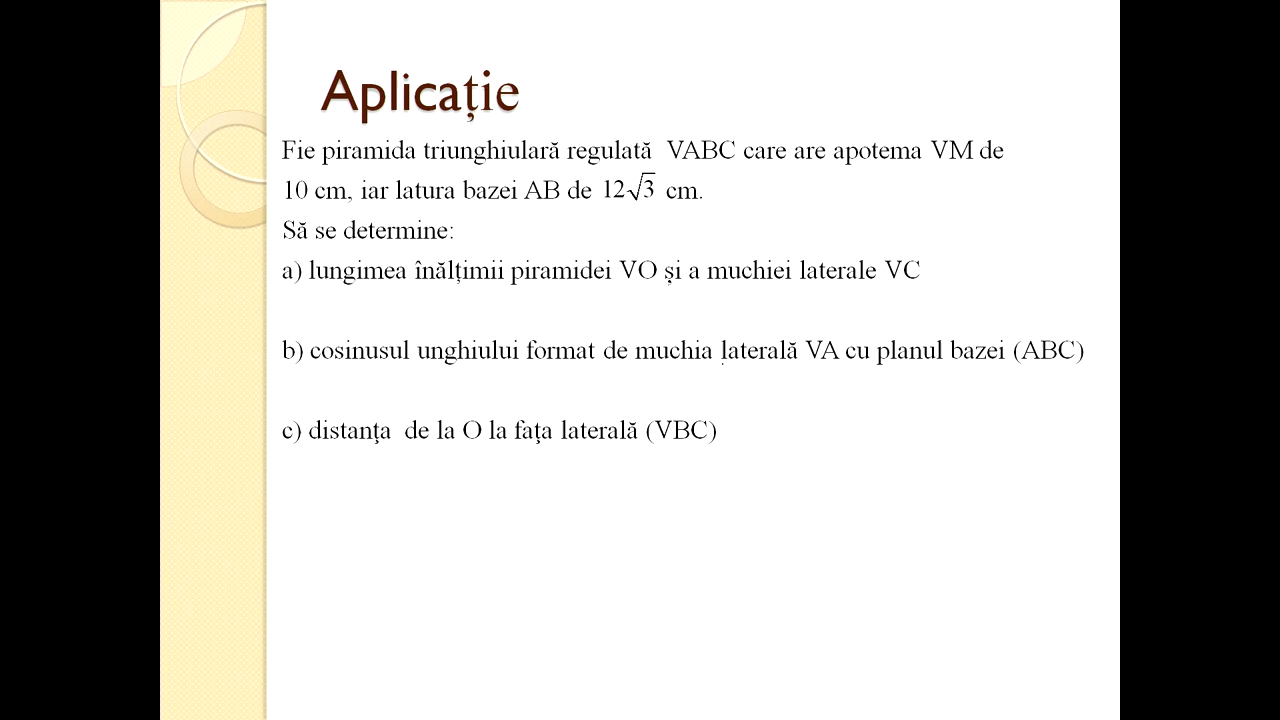 Aplicație
Fie piramida triunghiulară regulată VABC care are apotema VM de
10 cm, iar latura bazei AB de 12√3 cm.
Să se determine:
a) lungimea înălțimii piramidei VO și a muchiei laterale VC
b) cosinusul unghiului format de muchia laterală VA cu planul bazei (ABC)
c) distanţa de la O la faţa laterală (VBC)